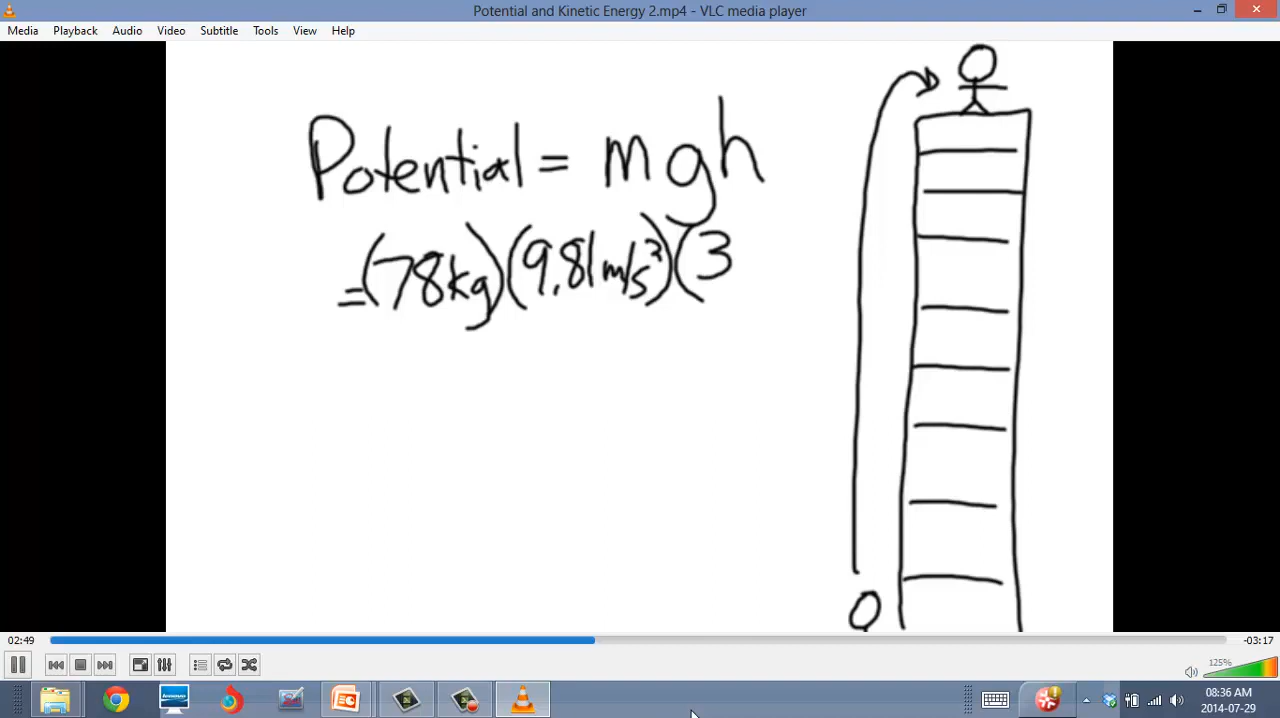 Potential and Kinetic Energy 2.mp4 - VLC media player
Media Playback Audio Video Subtitle Tools View Help
Potential = mgh
=(78kg)(9.81m/s²)(3
02:49
-03:17
125%
08:36 AM
2014-07-29